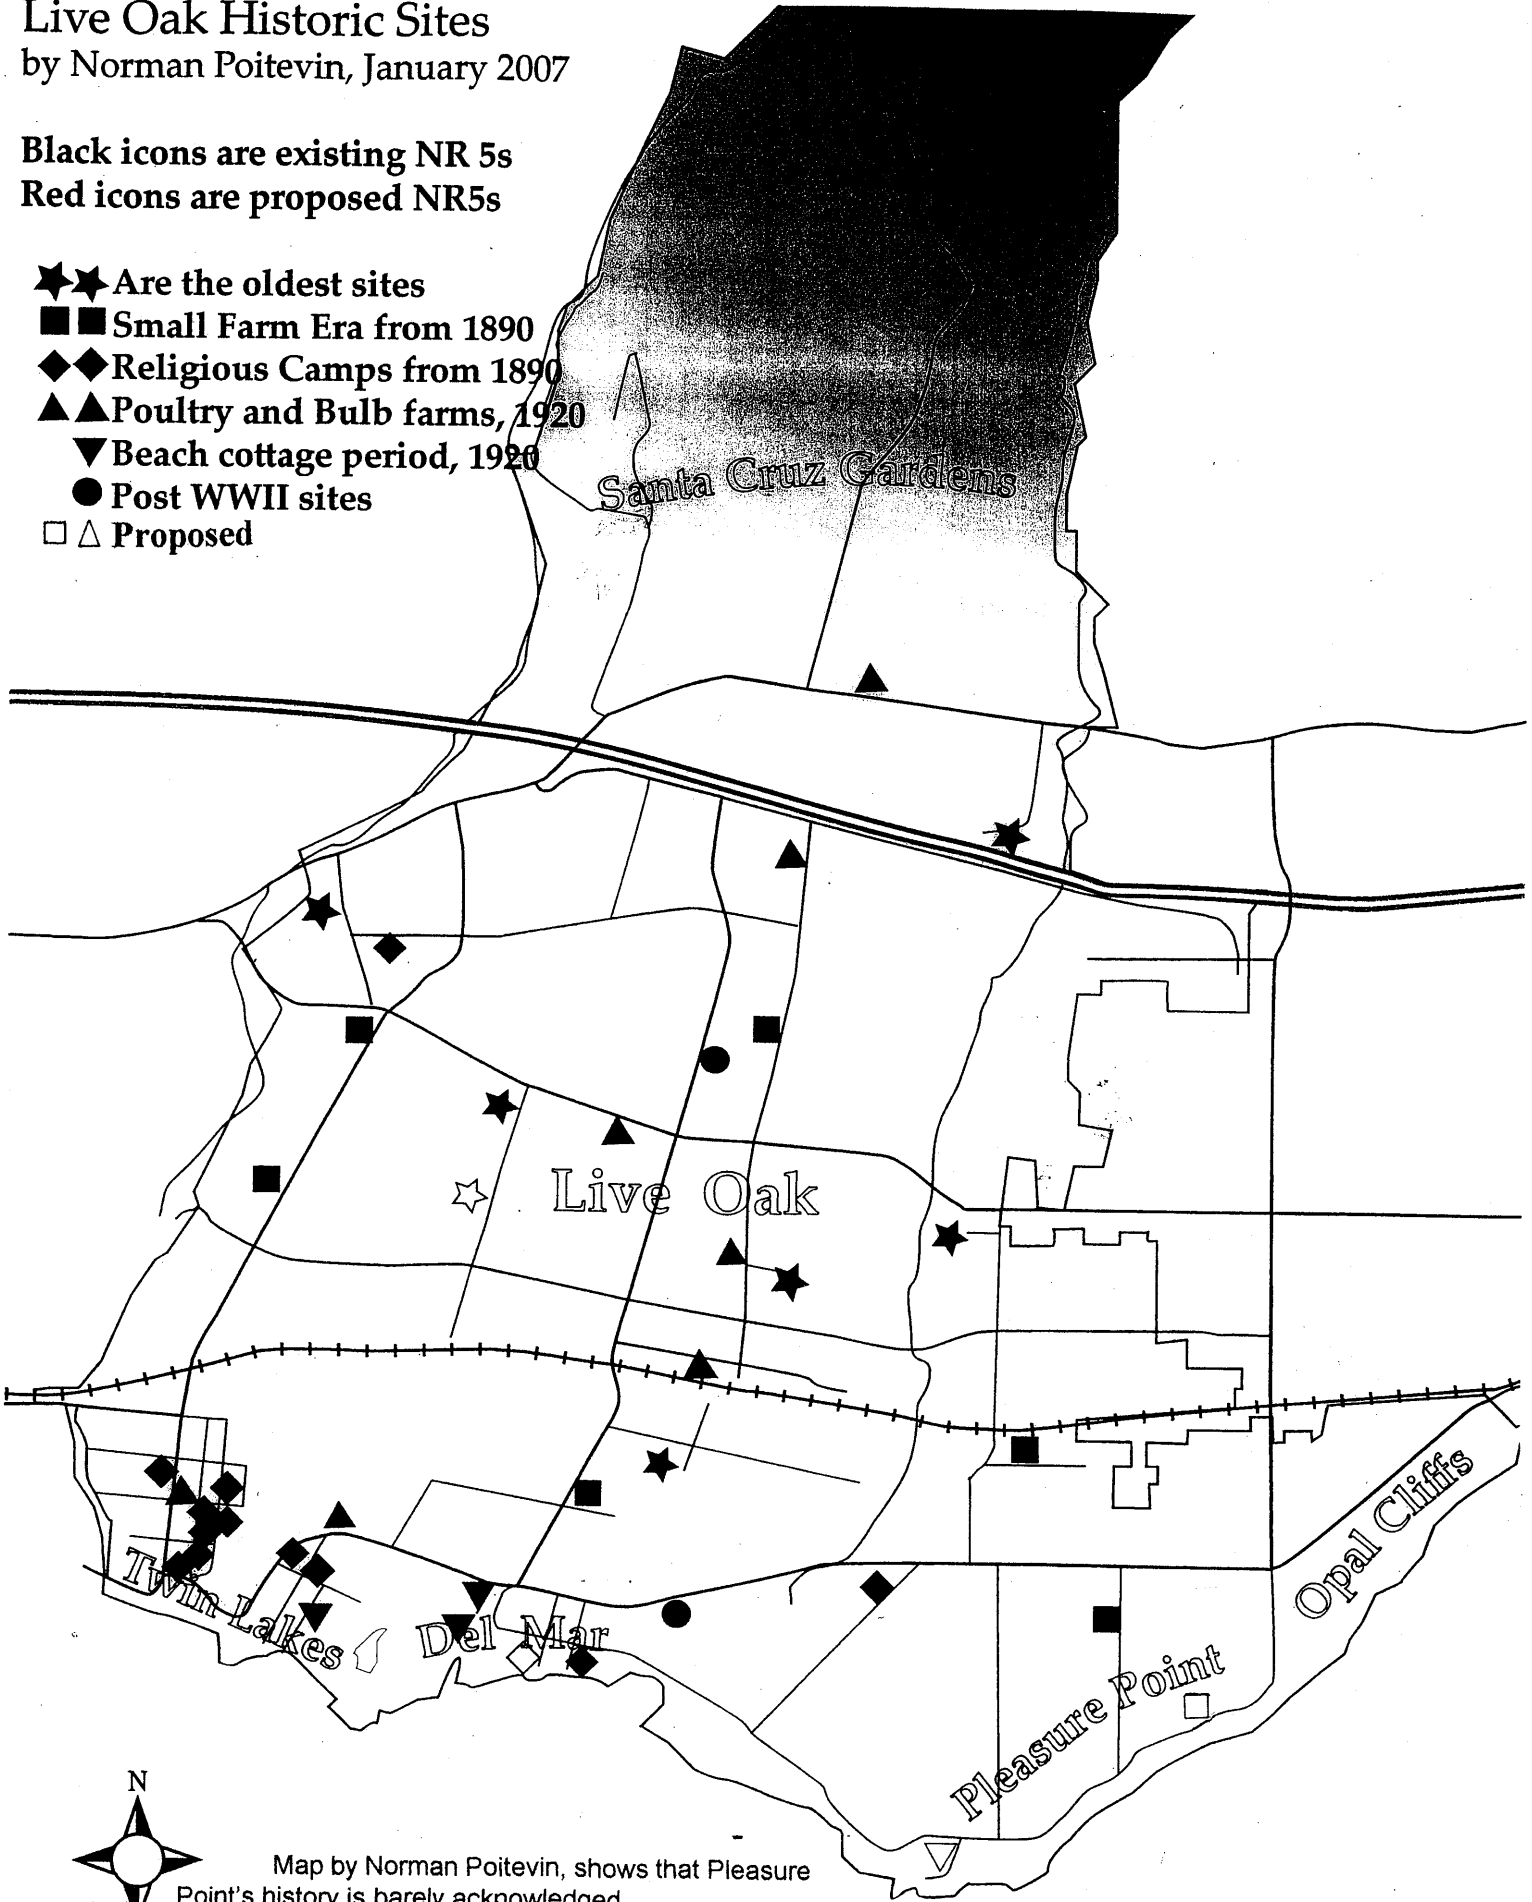 Live Oak Historic Sites
by Norman Poitevin, January 2007
Black icons are existing NR 5s
Red icons are proposed NR5s
Are the oldest sites
Small Farm Era from 1890
Religious Camps from 1890
Poultry and Bulb farms, 1920
Beach cottage period, 1920
Post WWII sites
Proposed
Santa Cruz Gardens
Live Oak
Opal Cliffs
Twin Lakes
Del Mar
Pleasure Point
N
Map by Norman Poitevin, shows that Pleasure
Point's history is barely acknowledged